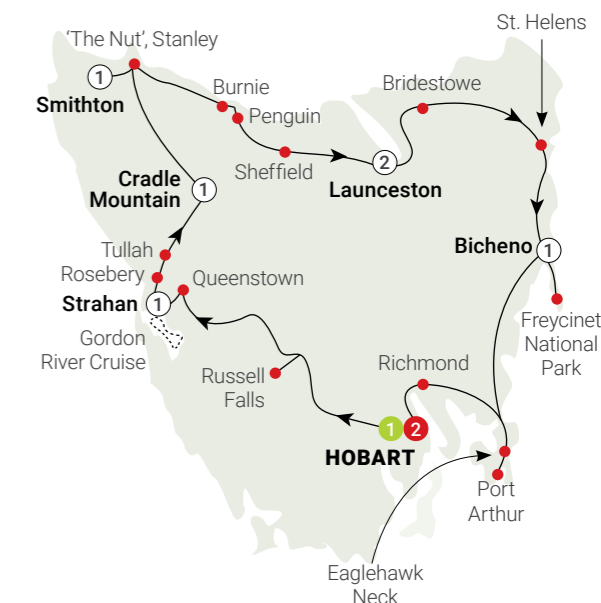 St. Helens
'The Nut', Stanley
1
Smithton
Burnie
Penguin
Sheffield
Bridestowe
2
Launceston
Cradle
Mountain
1
Bicheno
1
Tullah
Rosebery
Strahan
1
Queenstown
Gordon
River Cruise
Freycinet
National
Park
Russell
Falls
Richmond
1
2
HOBART
Port
Arthur
Eaglehawk
Neck